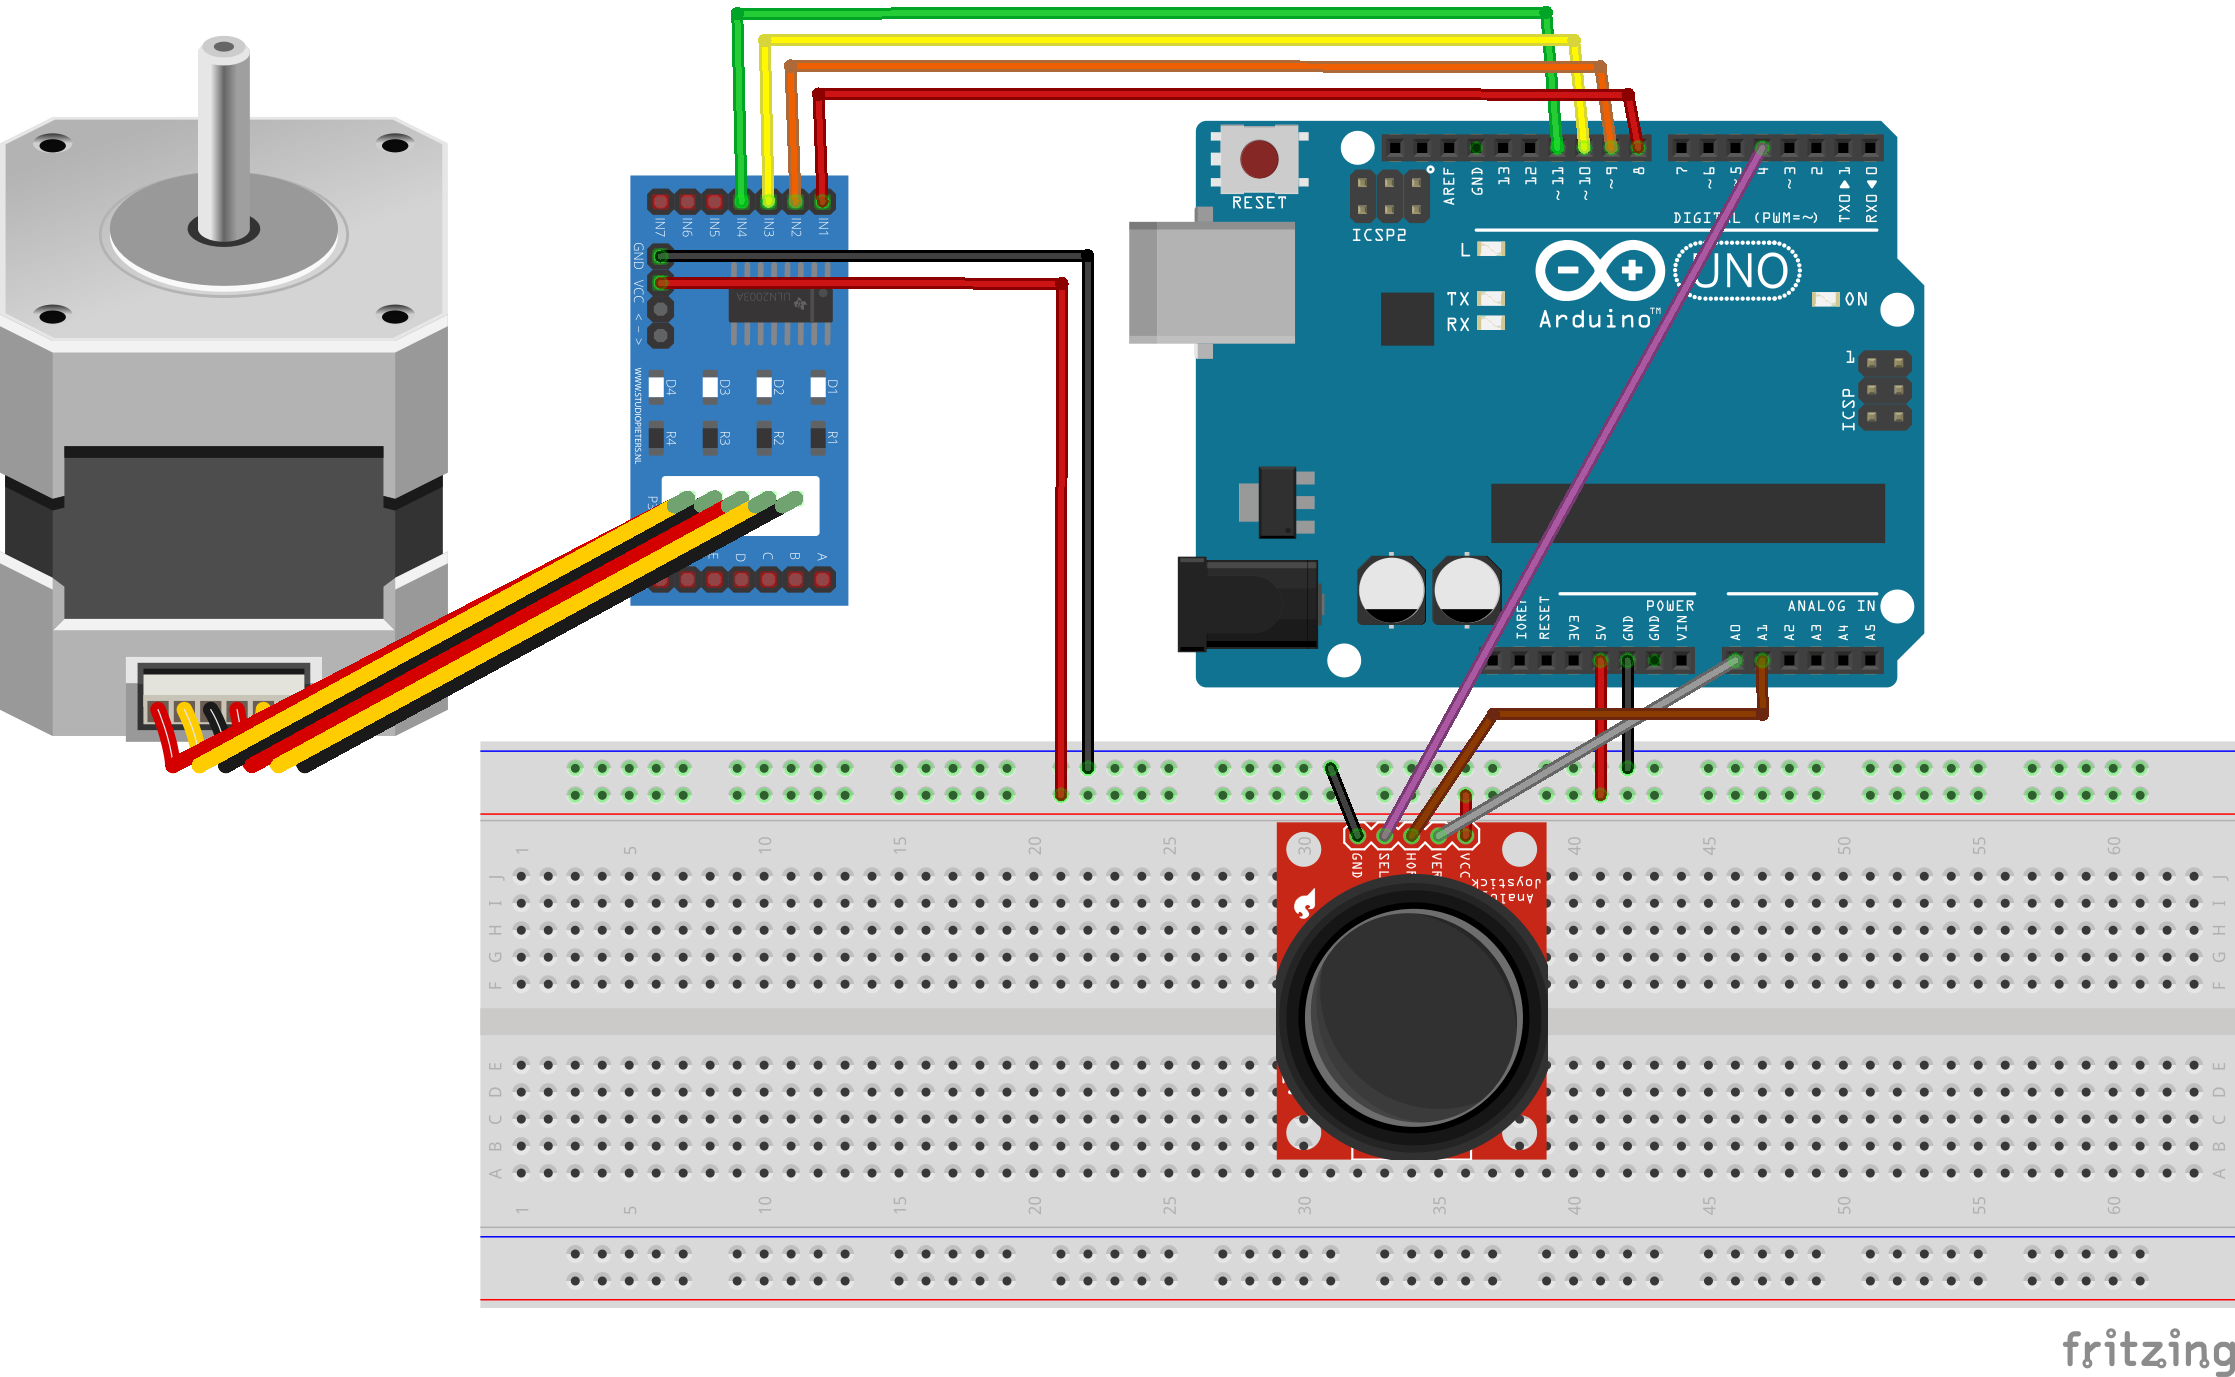 RESET
ICSP2
AREF
GND
13
12
~11
~10
~9
8
7
~6
~5
4
~3
2
TXO▶1
RXO◀0
DIGITAL (PWM=~)
L
TX
RX
UNO
Arduino™
ON
1
ICSP
IOREF
RESET
3V3
5V
GND
GND
VIN
POWER
ANALOG IN
A0
A1
A2
A3
A4
A5
IN7
IN6
IN5
IN4
IN3
IN2
IN1
GND
VCC
< - >
ULN2003A
D4
D3
D2
D1
R4
R3
R2
R1
WWW.STUDIOPIETERS.NL
E
D
C
B
A
1
5
10
15
20
25
30
35
40
45
50
55
60
J
I
H
G
F
J
I
H
G
F
GND
SEL
VCC
Joystick
E
D
C
B
A
E
D
C
B
A
1
5
10
15
20
25
30
35
40
45
50
55
60
fritzing